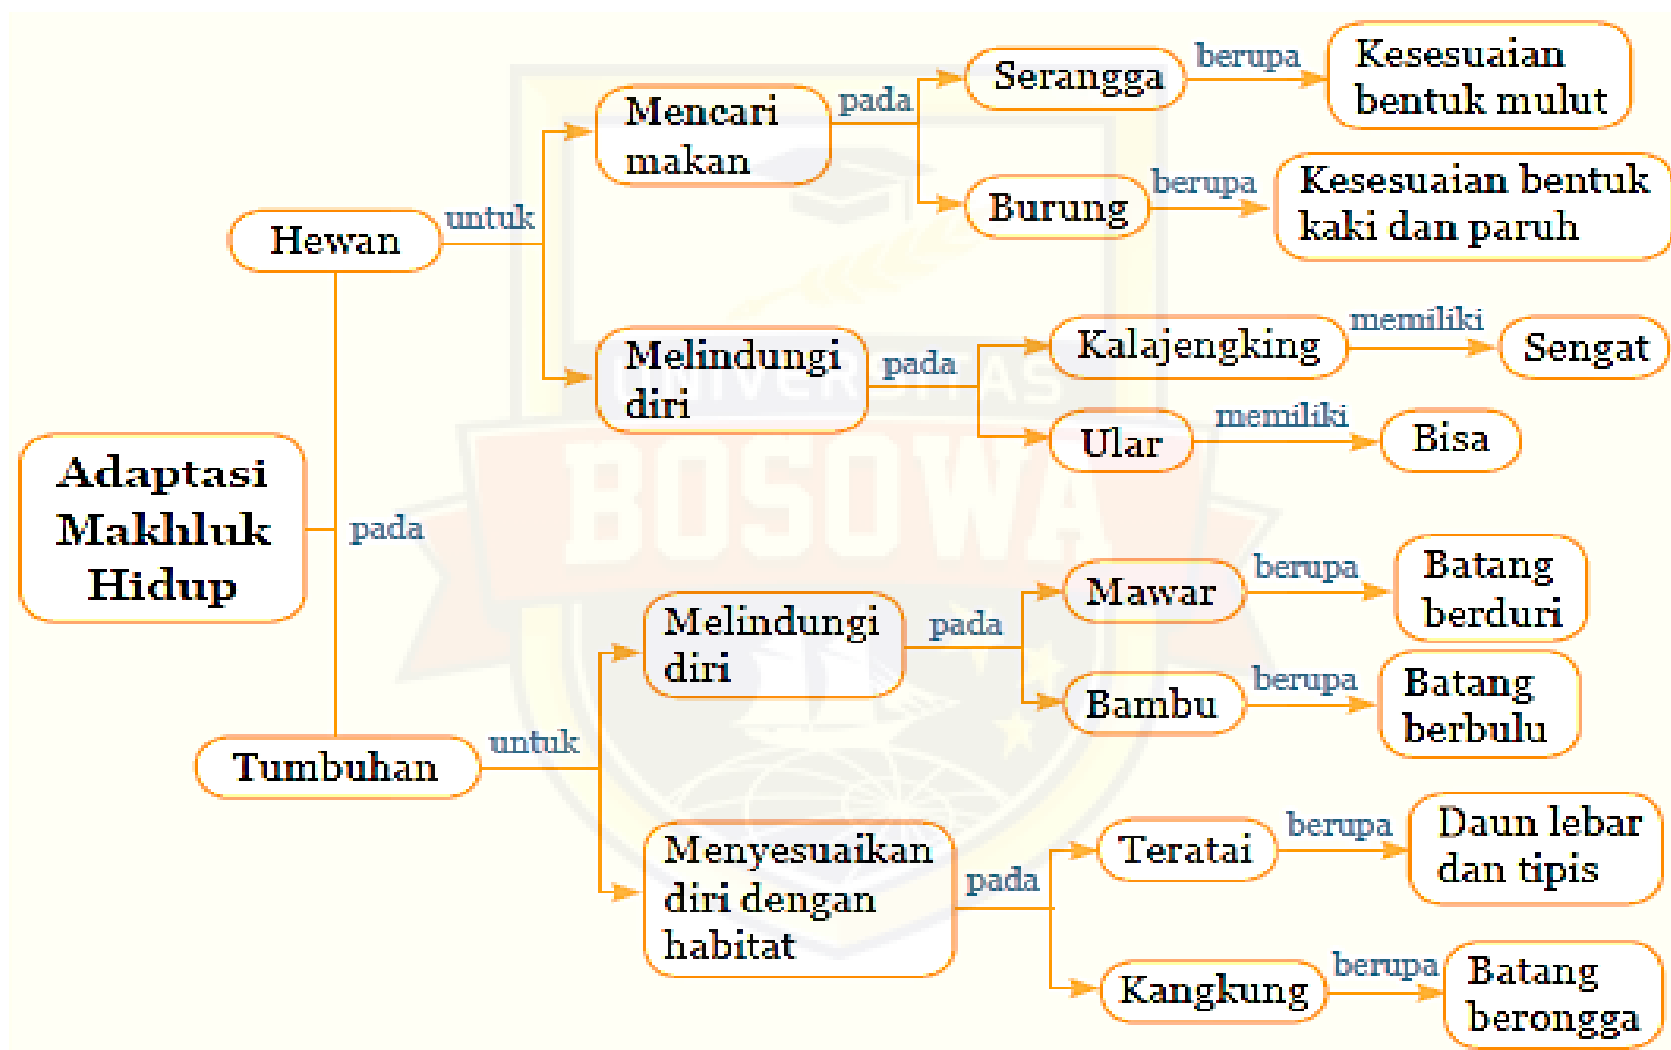 Adaptasi
Makhluk
Hidup
pada
Hewan
untuk
Mencari
makan
pada
Serangga
berupa
Kesesuaian
bentuk mulut
Burung
berupa
Kesesuaian bentuk
kaki dan paruh
Melindungi
diri
pada
Kalajengking
memiliki
Sengat
Ular
memiliki
Bisa
Tumbuhan
untuk
Melindungi
diri
pada
Mawar
berupa
Batang
berduri
Bambu
berupa
Batang
berbulu
Menyesuaikan
diri dengan
habitat
pada
Teratai
berupa
Daun lebar
dan tipis
Kangkung
berupa
Batang
berongga
UNIVERSITAS
BOSOWA